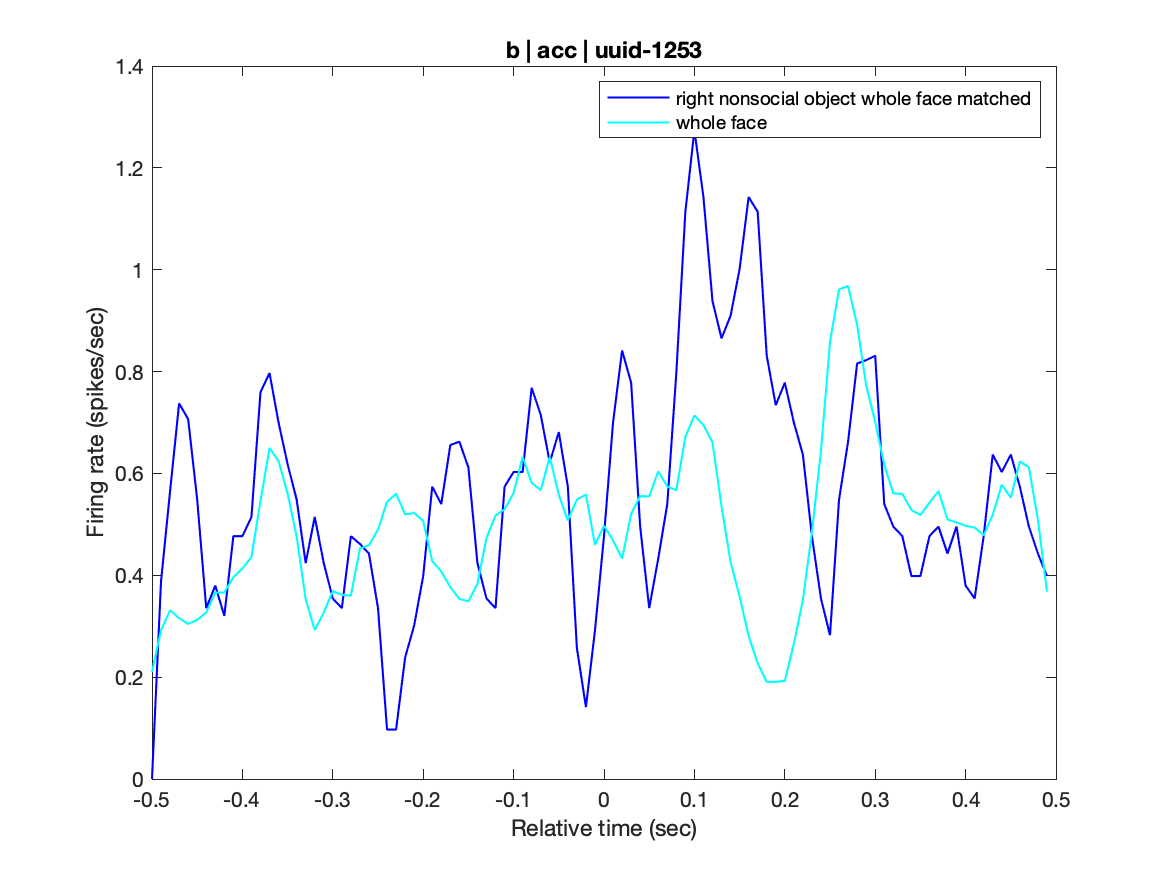 b | acc | uuid-1253
right nonsocial object whole face matched
whole face
1.4
1.2
1
0.8
0.6
0.4
0.2
0
Firing rate (spikes/sec)
-0.5 -0.4 -0.3 -0.2 -0.1 0 0.1 0.2 0.3 0.4 0.5
Relative time (sec)